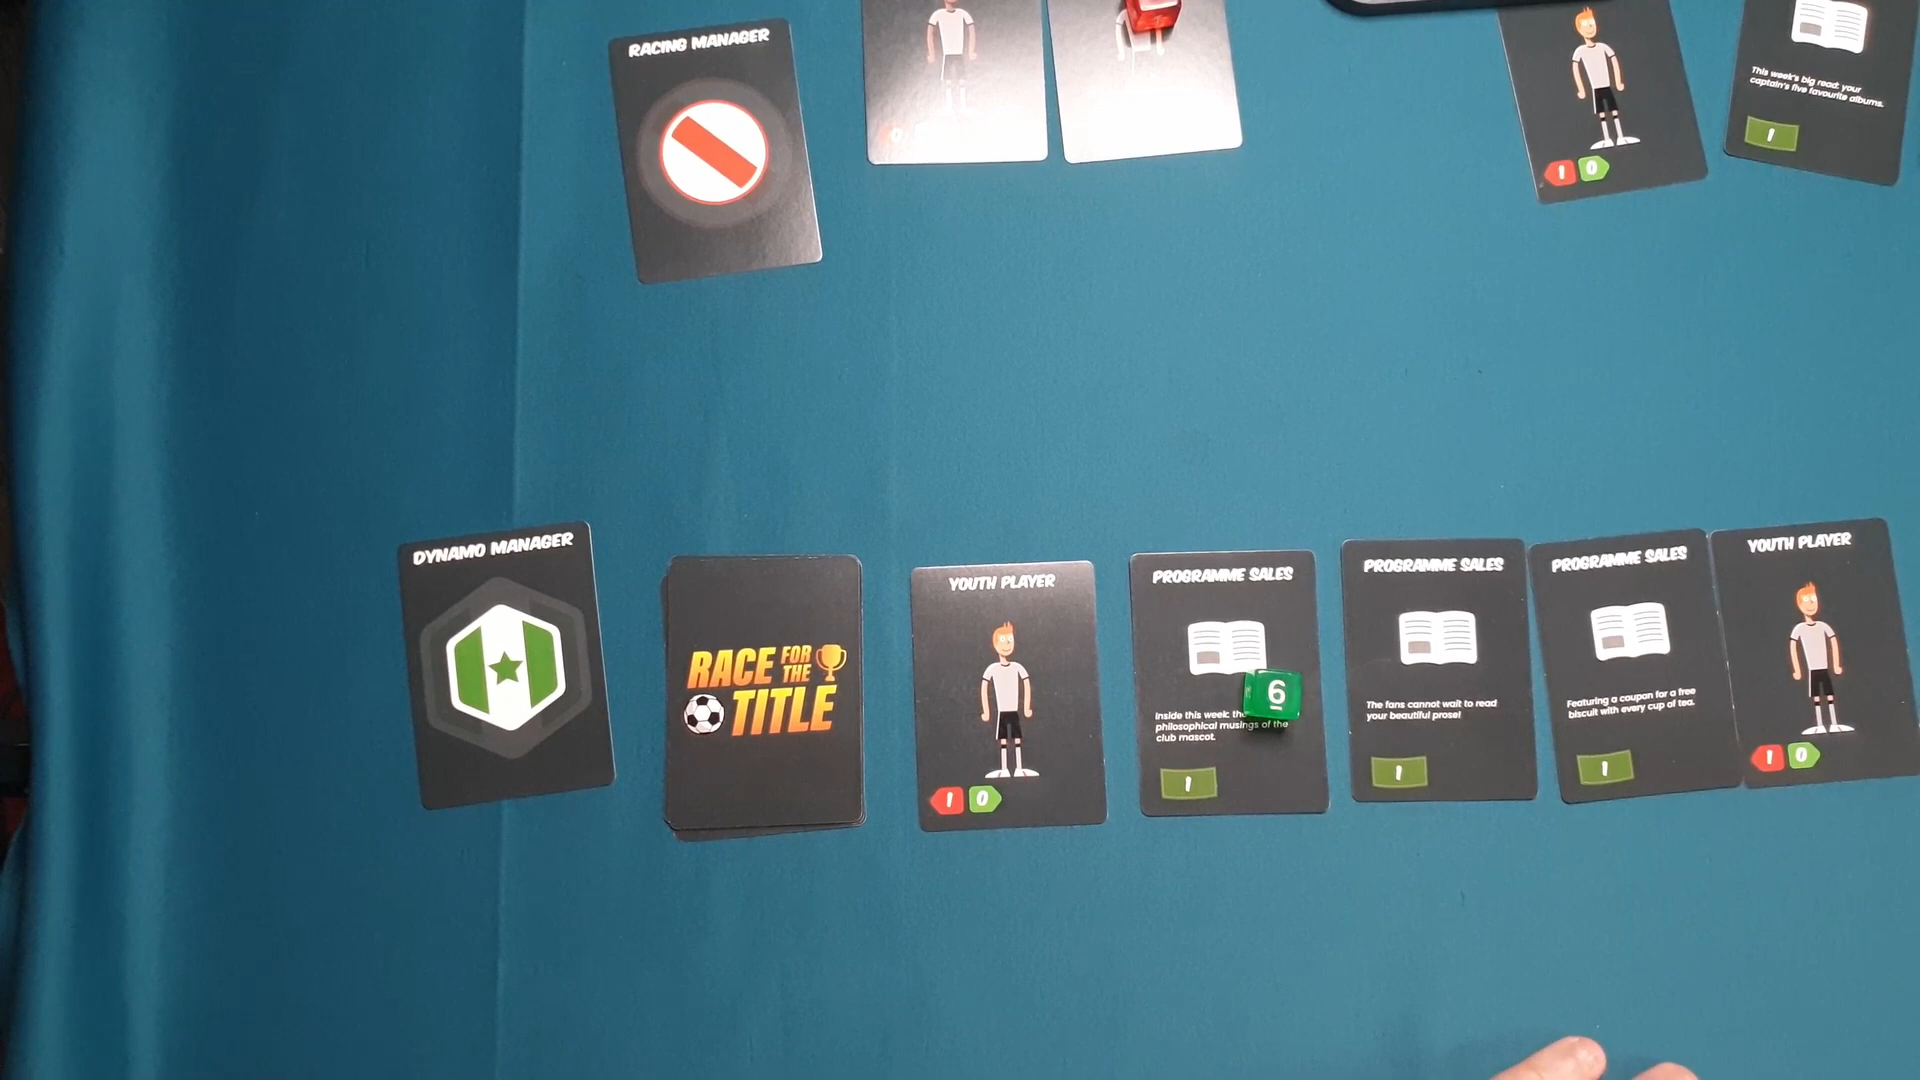 RACING MANAGER
0
1 0
This week's big read: your
captain's five favourite albums.
1
DYNAMO MANAGER
RACE FOR
THE
TITLE
YOUTH PLAYER
1 0
PROGRAMME SALES
6
Inside this week: the
philosophical musings of the
club mascot.
1
PROGRAMME SALES
The fans cannot wait to read
your beautiful prose!
1
PROGRAMME SALES
Featuring a coupon for a free
biscuit with every cup of tea.
1
YOUTH PLAYER
1 0